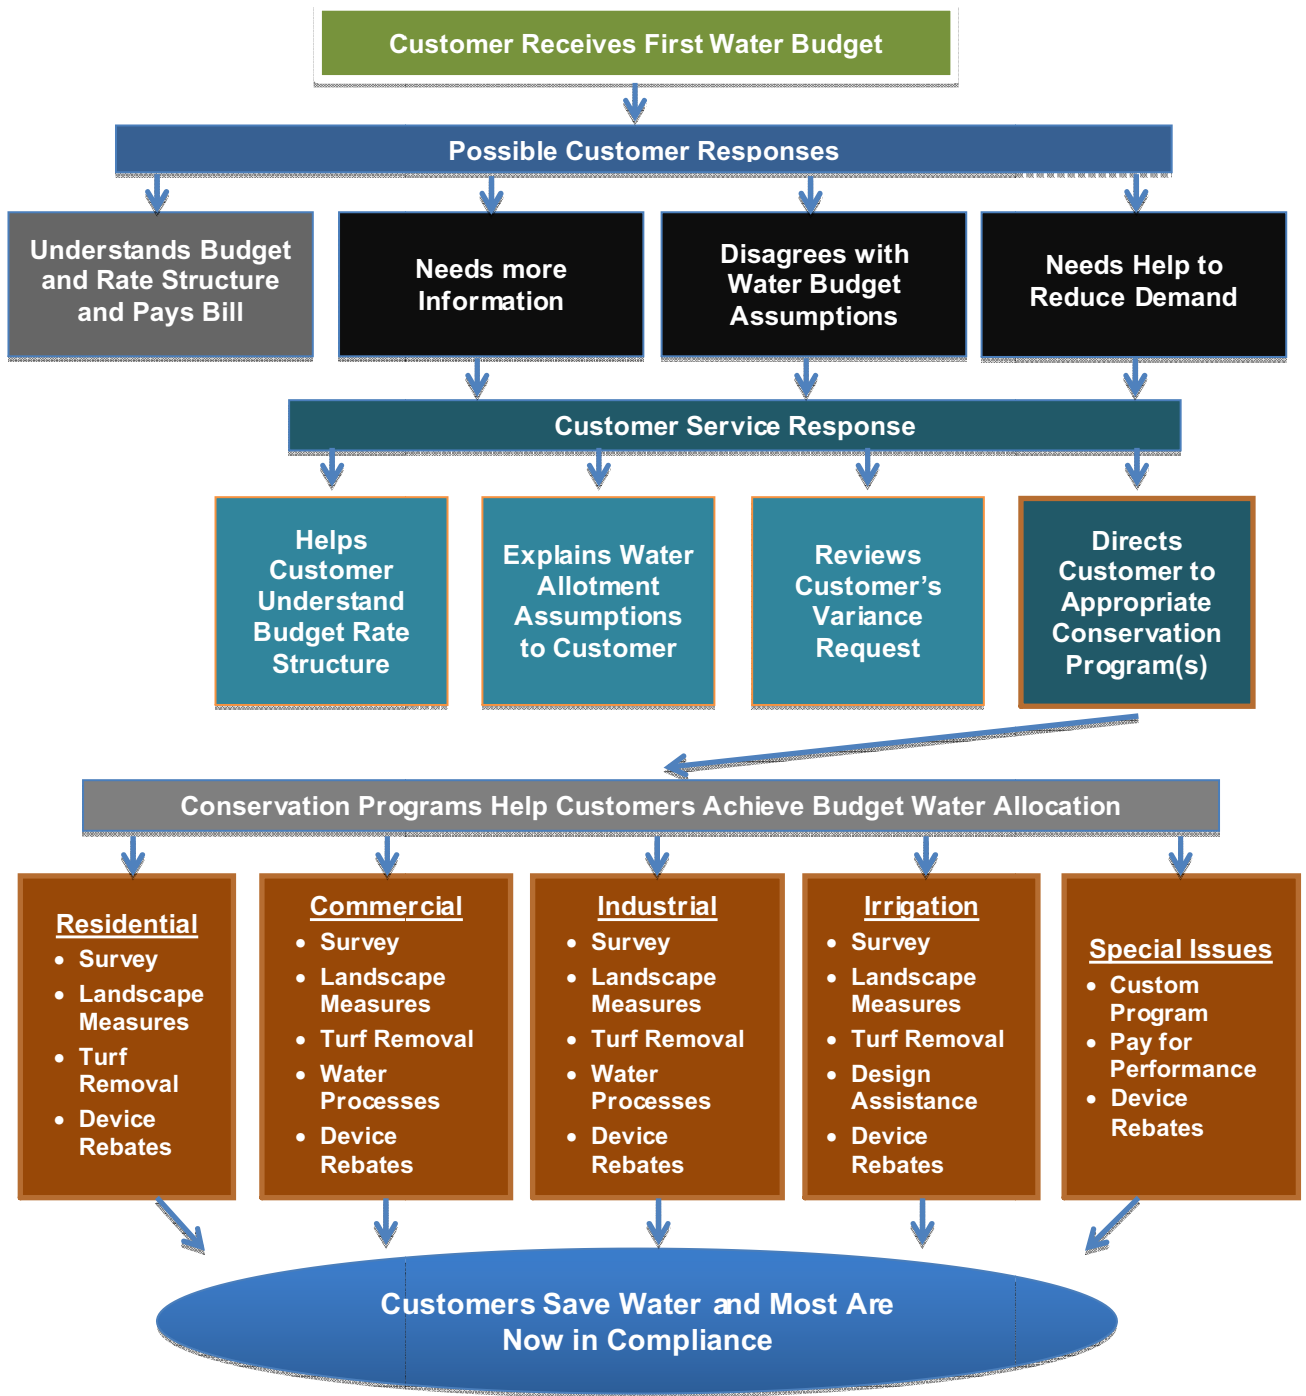 Customer Receives First Water Budget
Possible Customer Responses
Understands Budget
and Rate Structure
and Pays Bill
Needs more
Information
Disagrees with
Water Budget
Assumptions
Needs Help to
Reduce Demand
Customer Service Response
Helps
Customer
Understand
Budget Rate
Structure
Explains Water
Allotment
Assumptions
to Customer
Reviews
Customer’s
Variance
Request
Directs
Customer to
Appropriate
Conservation
Program(s)
Conservation Programs Help Customers Achieve Budget Water Allocation
Residential
• Survey
• Landscape
Measures
• Turf
Removal
• Device
Rebates
Commercial
• Survey
• Landscape
Measures
• Turf Removal
• Water
Processes
• Device
Rebates
Industrial
• Survey
• Landscape
Measures
• Turf Removal
• Water
Processes
• Device
Rebates
Irrigation
• Survey
• Landscape
Measures
• Turf Removal
• Design
Assistance
• Device
Rebates
Special Issues
• Custom
Program
• Pay for
Performance
• Device
Rebates
Customers Save Water and Most Are
Now in Compliance